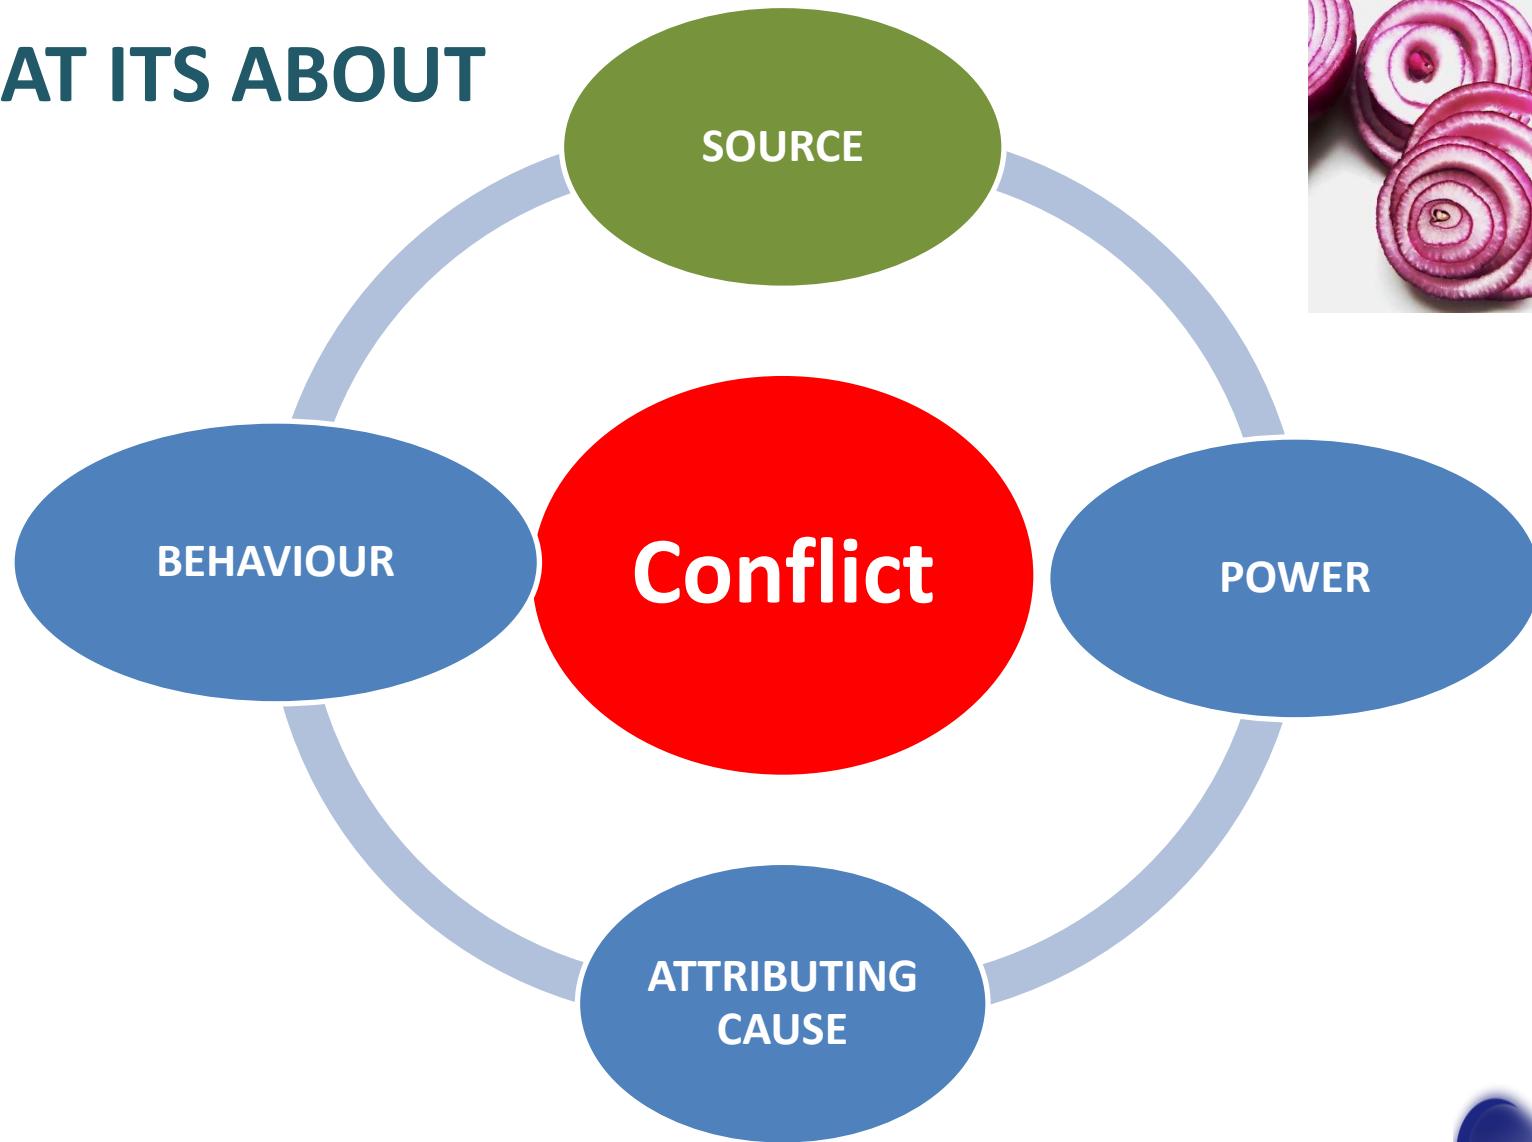 AT ITS ABOUT
SOURCE
BEHAVIOUR
Conflict
POWER
ATTRIBUTING
CAUSE